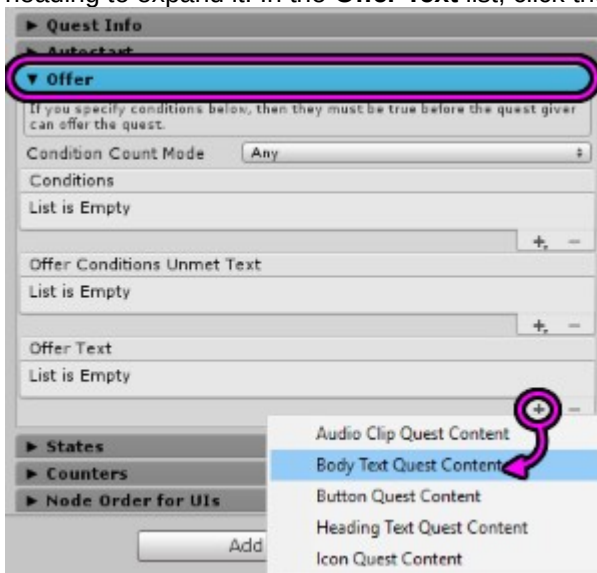 heading to expand it. In the Offer Text list, click th
▶ Quest Info
▶ Autostart
▼ Offer
If you specify conditions below, then they must be true before the quest giver
can offer the quest.
Condition Count Mode Any
Conditions
List is Empty
+ −
Offer Conditions Unmet Text
List is Empty
+ −
Offer Text
List is Empty
+ −
Audio Clip Quest Content
▶ States
Body Text Quest Content
▶ Counters
Button Quest Content
▶ Node Order for UIs
Heading Text Quest Content
Add
Icon Quest Content